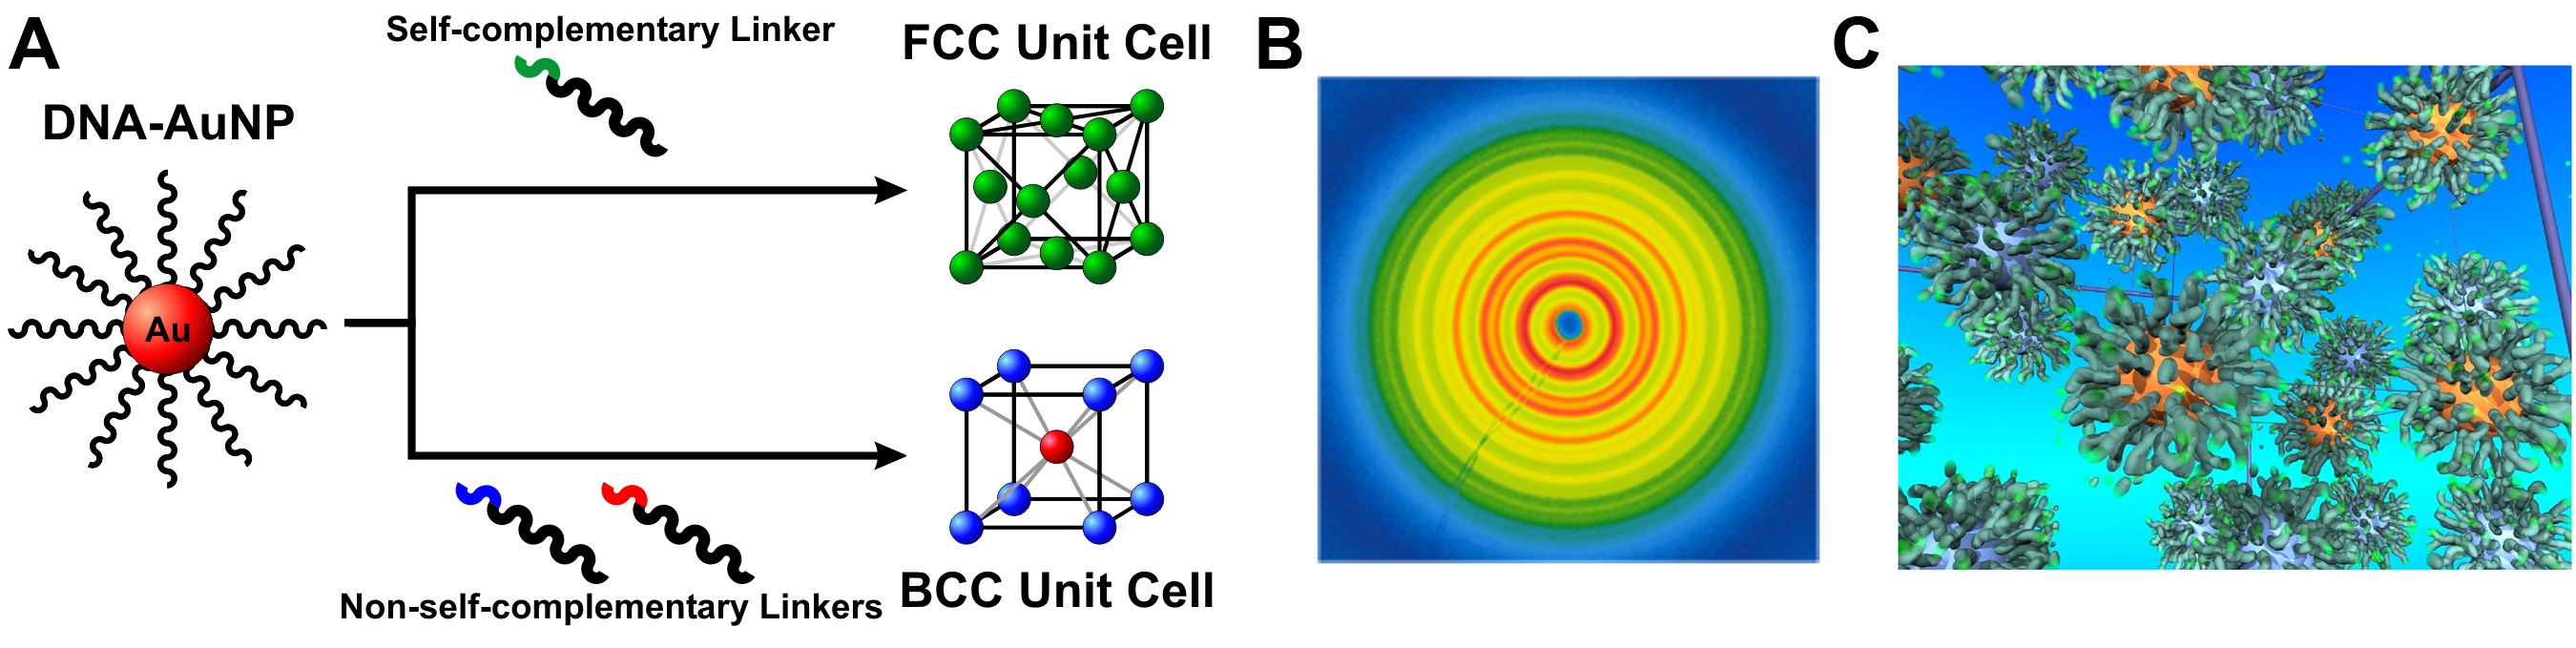 A
Self-complementary Linker
FCC Unit Cell
DNA-AuNP
Au
Non-self-complementary Linkers
BCC Unit Cell
B
C